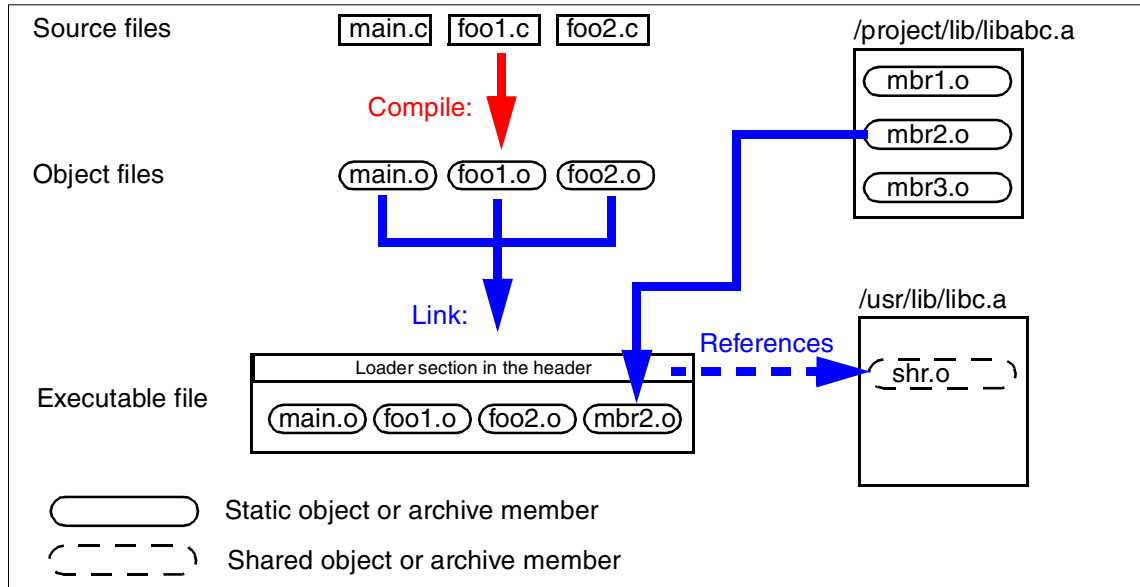 Source files
main.c foo1.c foo2.c
/project/lib/libabc.a
mbr1.o
Compile:
mbr2.o
Object files
main.o foo1.o foo2.o
mbr3.o
/usr/lib/libc.a
Link:
References
Loader section in the header
shr.o
Executable file
main.o foo1.o foo2.o mbr2.o
Static object or archive member
Shared object or archive member